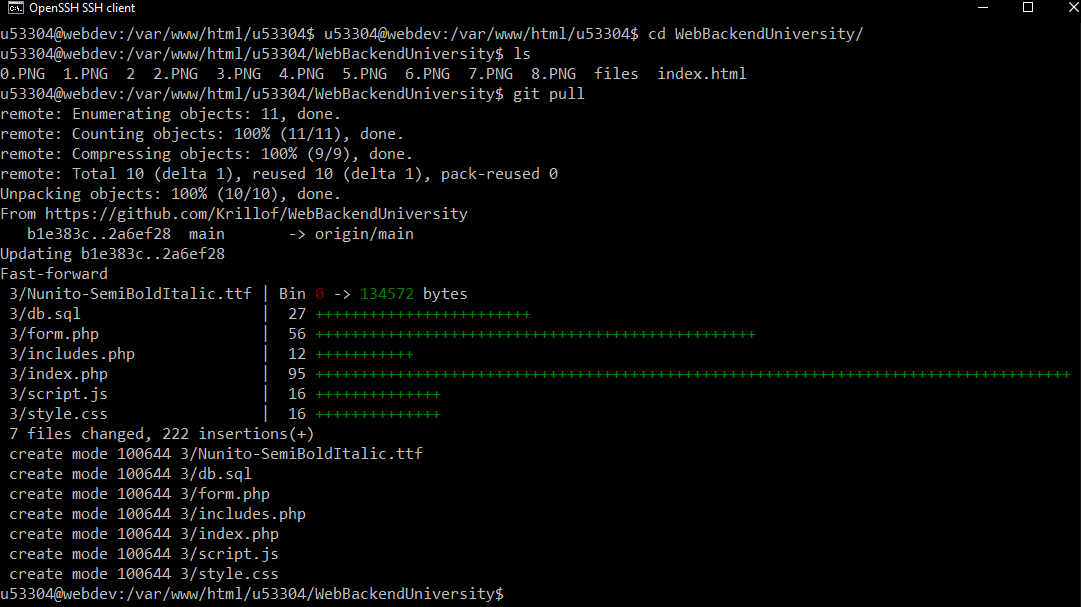 OpenSSH SSH client
u53304@webdev:/var/www/html/u53304$ u53304@webdev:/var/www/html/u53304$ cd WebBackendUniversity/
u53304@webdev:/var/www/html/u53304/WebBackendUniversity$ ls
0.PNG  1.PNG  2  2.PNG  3.PNG  4.PNG  5.PNG  6.PNG  7.PNG  8.PNG  files  index.html
u53304@webdev:/var/www/html/u53304/WebBackendUniversity$ git pull
remote: Enumerating objects: 11, done.
remote: Counting objects: 100% (11/11), done.
remote: Compressing objects: 100% (9/9), done.
remote: Total 10 (delta 1), reused 10 (delta 1), pack-reused 0
Unpacking objects: 100% (10/10), done.
From https://github.com/Krillof/WebBackendUniversity
   b1e383c..2a6ef28  main       -> origin/main
Updating b1e383c..2a6ef28
Fast-forward
 3/Nunito-SemiBoldItalic.ttf | Bin 0 -> 134572 bytes
 3/db.sql                    |  27 ++++++++++++++++++++++++
 3/form.php                  |  56 +++++++++++++++++++++++++++++++++++++++++++++++++
 3/includes.php              |  12 +++++++++++
 3/index.php                 |  95 ++++++++++++++++++++++++++++++++++++++++++++++++++++++++++++++++++++++++++++++++++++
 3/script.js                 |  16 ++++++++++++++
 3/style.css                 |  16 ++++++++++++++
 7 files changed, 222 insertions(+)
 create mode 100644 3/Nunito-SemiBoldItalic.ttf
 create mode 100644 3/db.sql
 create mode 100644 3/form.php
 create mode 100644 3/includes.php
 create mode 100644 3/index.php
 create mode 100644 3/script.js
 create mode 100644 3/style.css
u53304@webdev:/var/www/html/u53304/WebBackendUniversity$